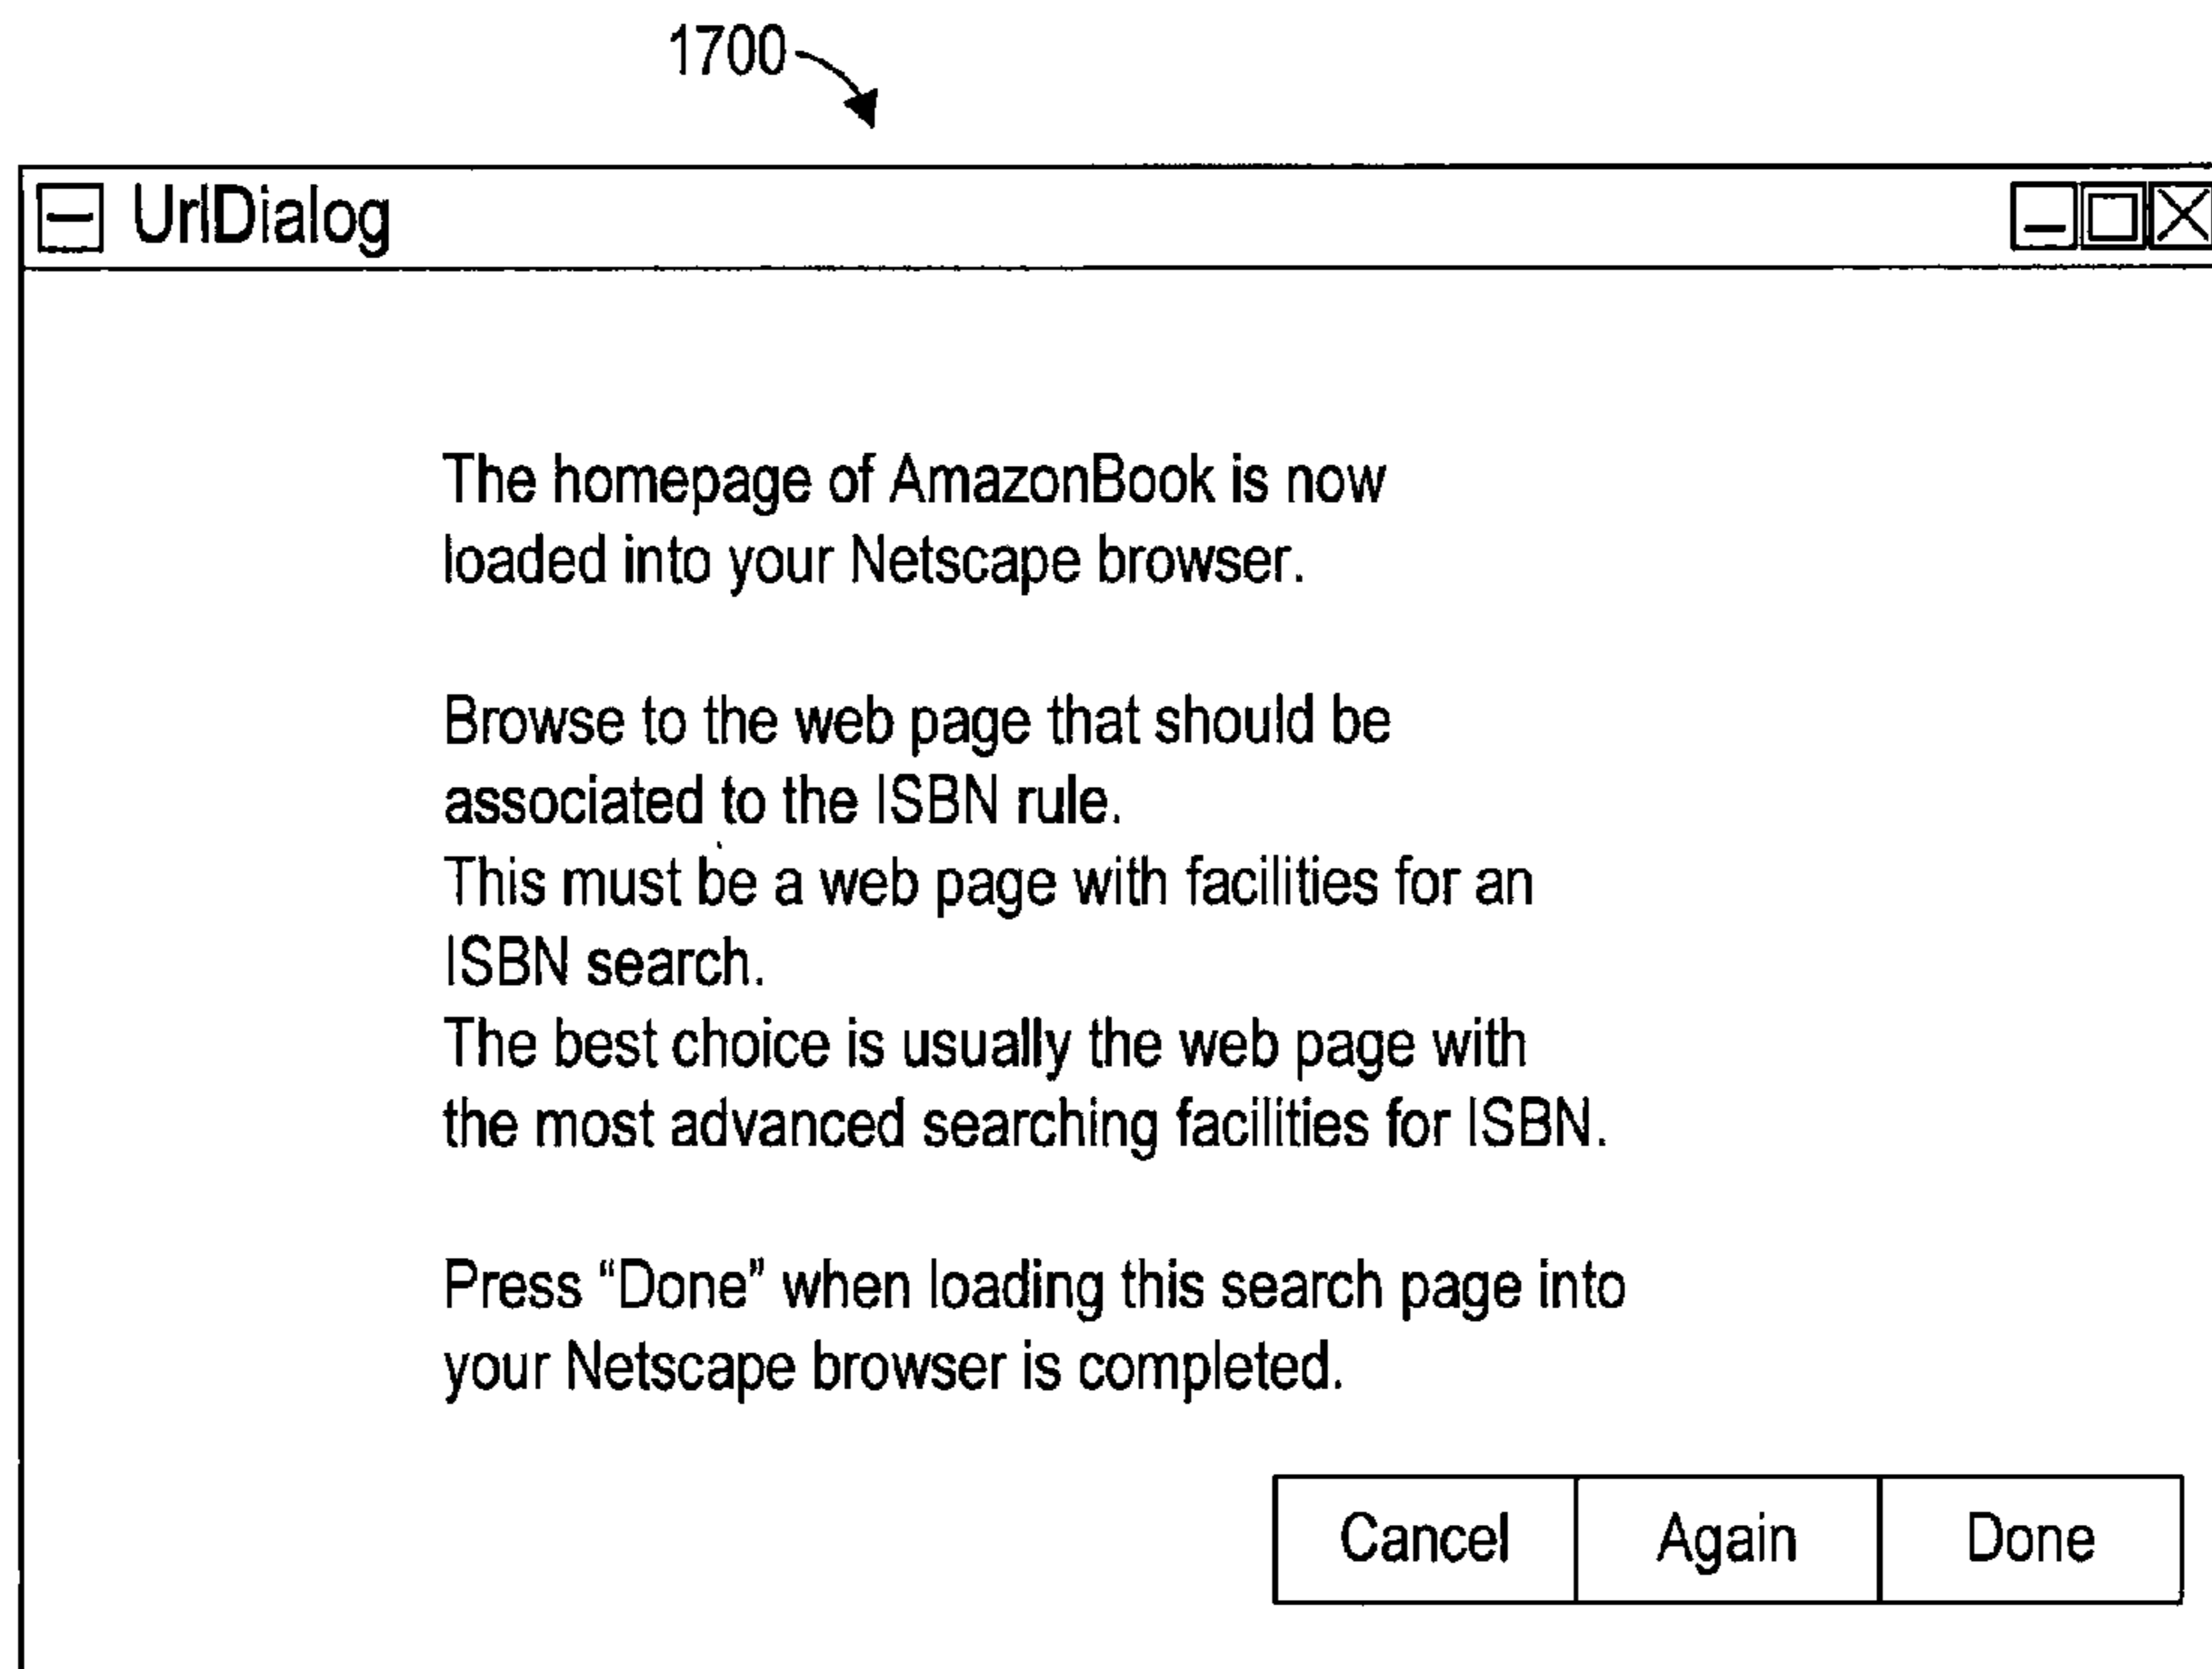 1700
UrlDialog
The homepage of AmazonBook is now
loaded into your Netscape browser.
Browse to the web page that should be
associated to the ISBN rule.
This must be a web page with facilities for an
ISBN search.
The best choice is usually the web page with
the most advanced searching facilities for ISBN.
Press “Done” when loading this search page into
your Netscape browser is completed.
Cancel Again Done